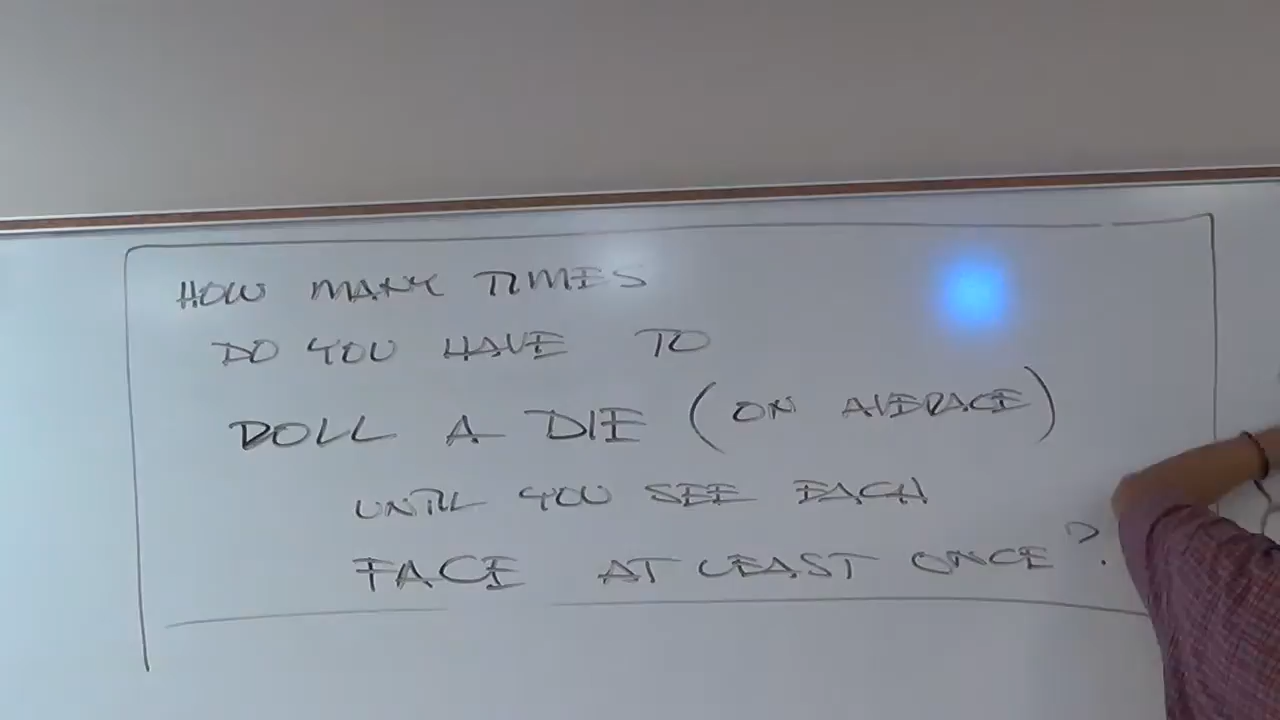 HOW MANY TIMES
DO YOU HAVE TO
ROLL A DIE (ON AVERAGE)
UNTIL YOU SEE EACH
FACE AT LEAST ONCE?